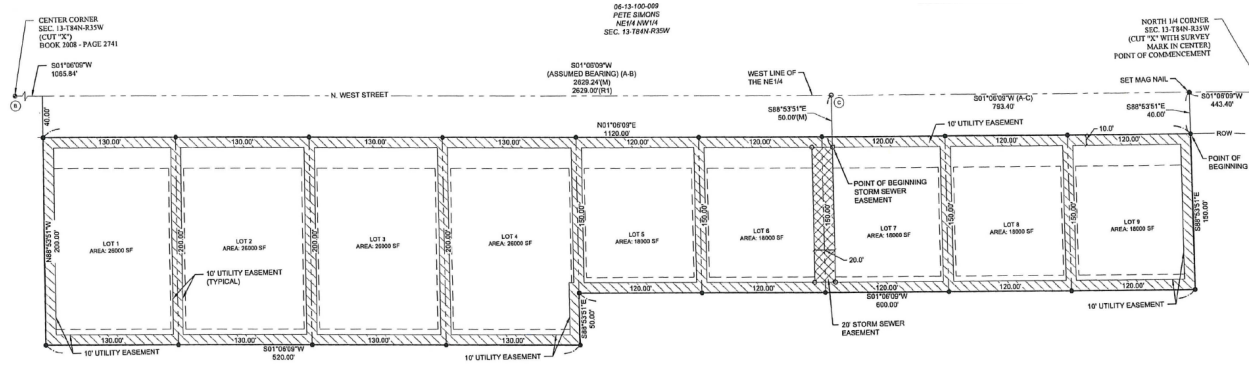 06-13-100-009
PETE SIMONS
NE1/4 NW1/4
SEC. 13-T84N-R35W
CENTER CORNER
SEC. 13-T84N-R35W
(CUT "X")
BOOK 2008 - PAGE 2741
NORTH 1/4 CORNER
SEC. 13-T84N-R35W
(CUT "X" WITH SURVEY
MARK IN CENTER)
POINT OF COMMENCEMENT
S01°06'09"W
1065.84'
S01°06'09"W
(ASSUMED BEARING) (A-B)
2629.24'(M)
2629.00'(R1)
WEST LINE OF
THE NE1/4
SET MAG NAIL
B
N. WEST STREET
C
S01°06'09"W (A-C)
793.40'
S01°06'09"W
443.40'
40.00'
S88°53'51"E
50.00'(M)
S88°53'51"E
40.00'
N01°06'09"E
1120.00'
10' UTILITY EASEMENT
10.0'
ROW
130.00'
130.00'
130.00'
130.00'
120.00'
120.00'
120.00'
120.00'
120.00'
POINT OF
BEGINNING
POINT OF BEGINNING
STORM SEWER
EASEMENT
N88°53'51"W
200.00'
200.00'
200.00'
200.00'
150.00'
150.00'
150.00'
150.00'
150.00'
S88°53'51"E
150.00'
LOT 1
AREA: 26000 SF
LOT 2
AREA: 26000 SF
LOT 3
AREA: 26000 SF
LOT 4
AREA: 26000 SF
LOT 5
AREA: 18000 SF
LOT 6
AREA: 18000 SF
LOT 7
AREA: 18000 SF
LOT 8
AREA: 18000 SF
LOT 9
AREA: 18000 SF
20.0'
10' UTILITY EASEMENT
(TYPICAL)
120.00'
120.00'
120.00'
120.00'
120.00'
S01°06'09"W
600.00'
10' UTILITY EASEMENT
S88°53'51"E
50.00'
20' STORM SEWER
EASEMENT
130.00'
130.00'
130.00'
130.00'
10' UTILITY EASEMENT
S01°06'09"W
520.00'
10' UTILITY EASEMENT